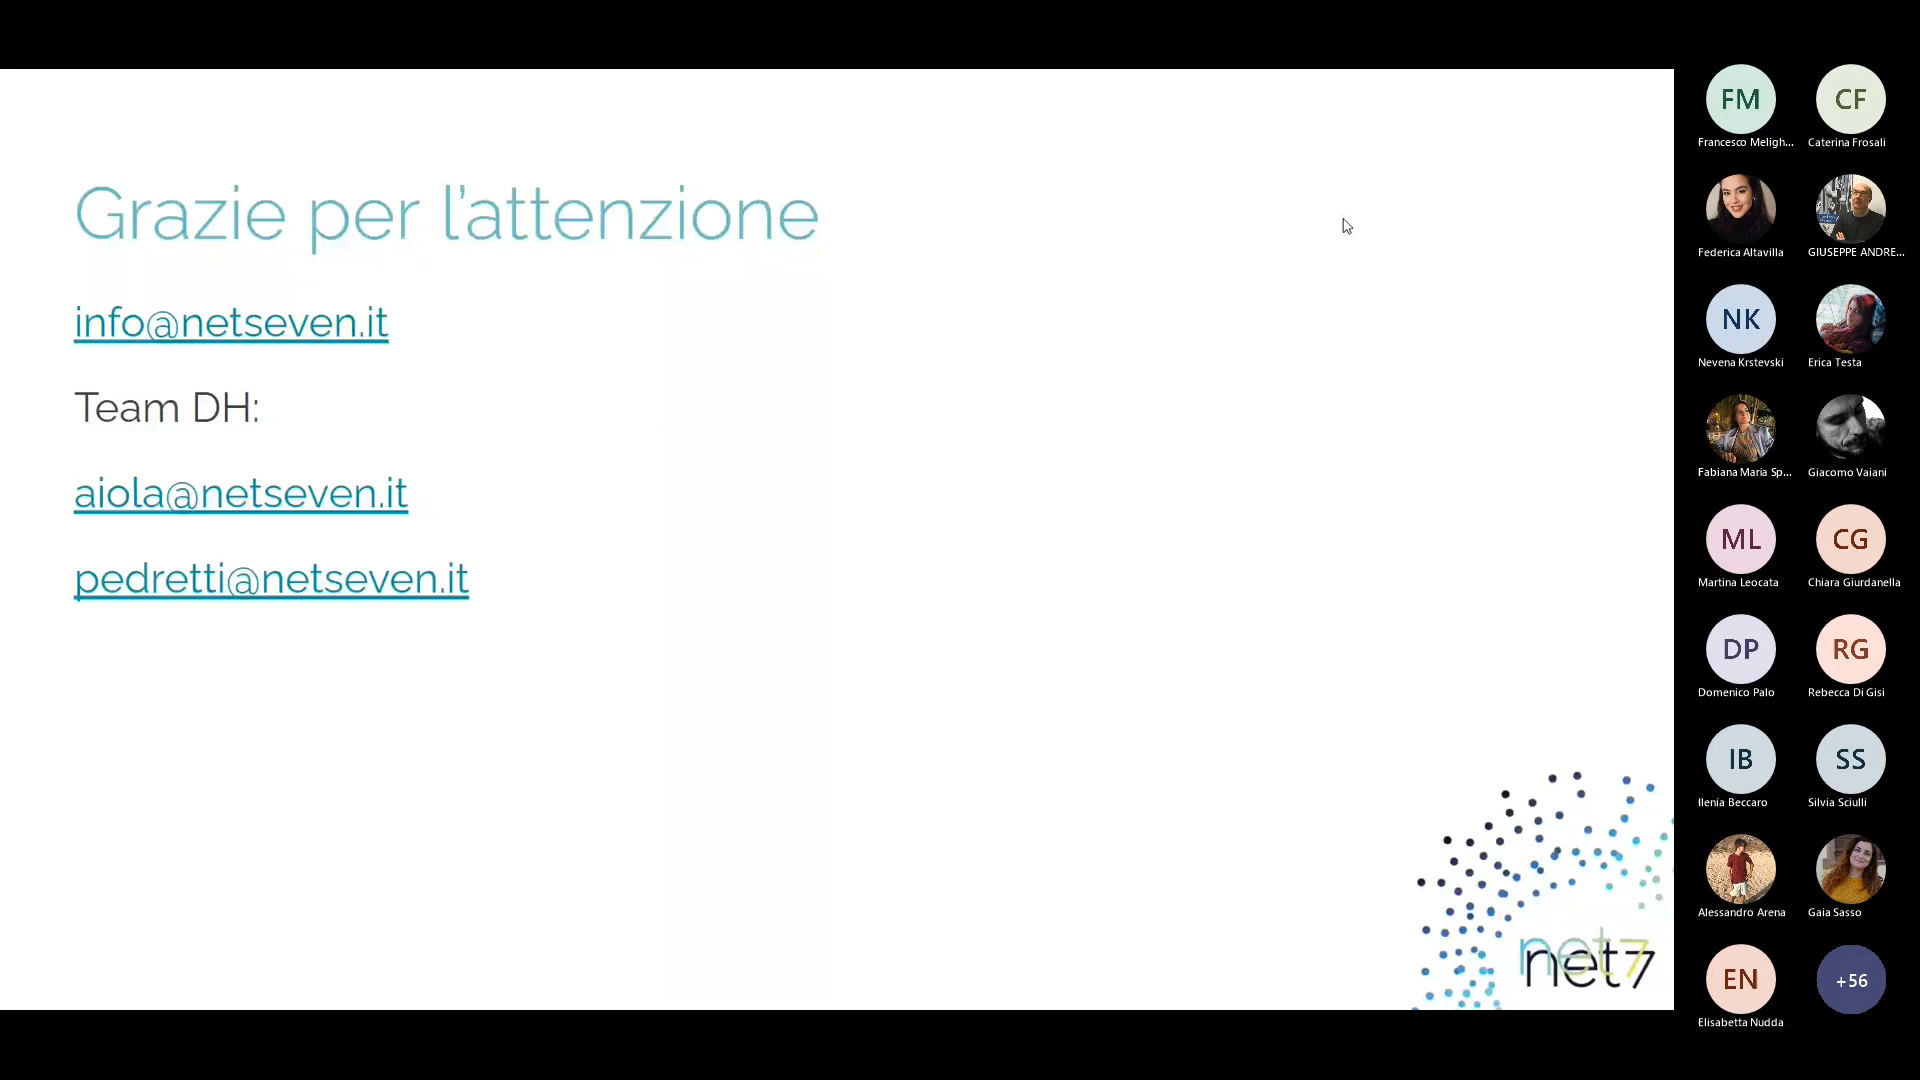 Grazie per l'attenzione
info@netseven.it
Team DH:
aiola@netseven.it
pedretti@netseven.it
net7
FM
Francesco Meligh...
CF
Caterina Frosali
Federica Altavilla
GIUSEPPE ANDRE...
NK
Nevena Krstevski
Erica Testa
Fabiana Maria Sp...
Giacomo Vaiani
ML
Martina Leocata
CG
Chiara Giurdanella
DP
Domenico Palo
RG
Rebecca Di Gisi
IB
Ilenia Beccaro
SS
Silvia Sciulli
Alessandro Arena
Gaia Sasso
EN
Elisabetta Nudda
+56